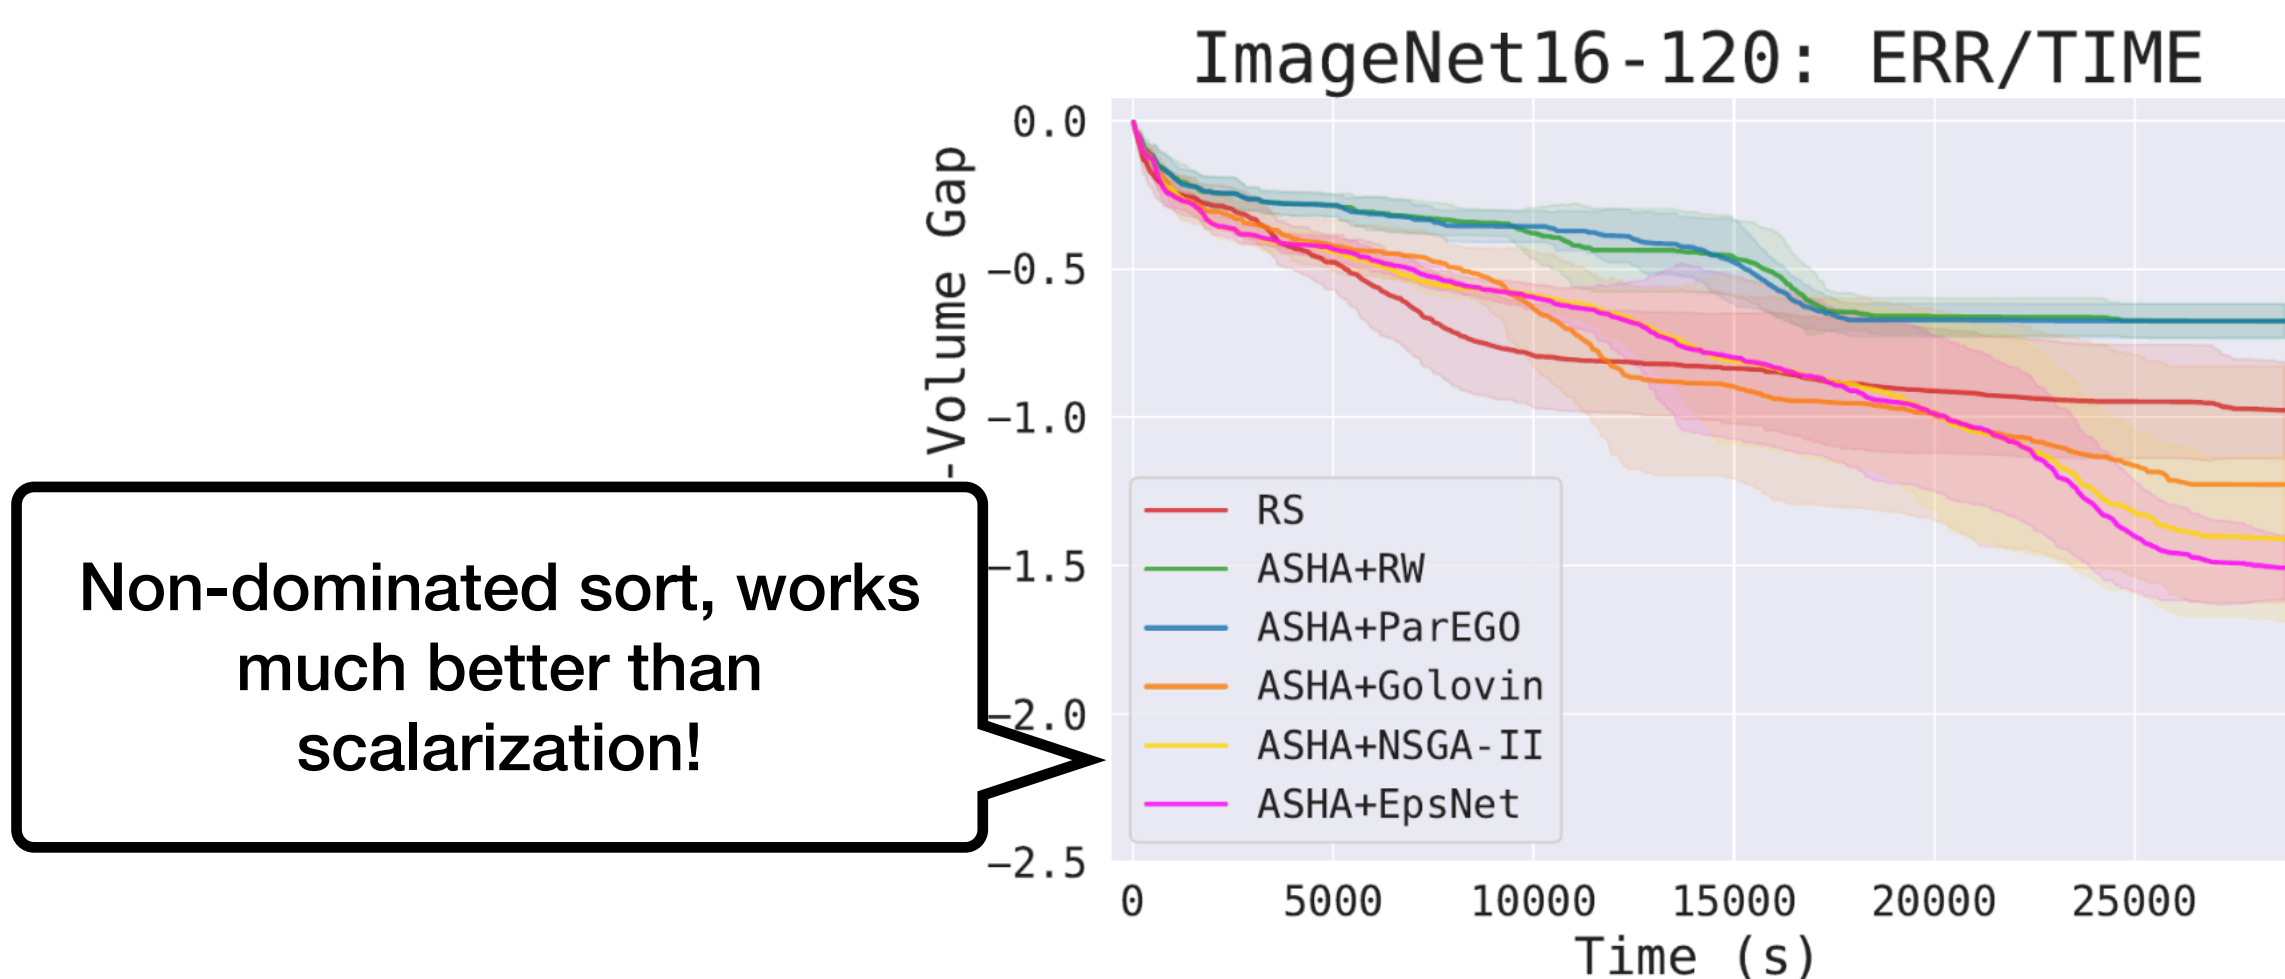 ImageNet16-120: ERR/TIME
0.0
−0.5
−1.0
−1.5
−2.0
−2.5
-Volume Gap
Non-dominated sort, works
much better than
scalarization!
RS
ASHA+RW
ASHA+ParEGO
ASHA+Golovin
ASHA+NSGA-II
ASHA+EpsNet
0 5000 10000 15000 20000 25000
Time (s)